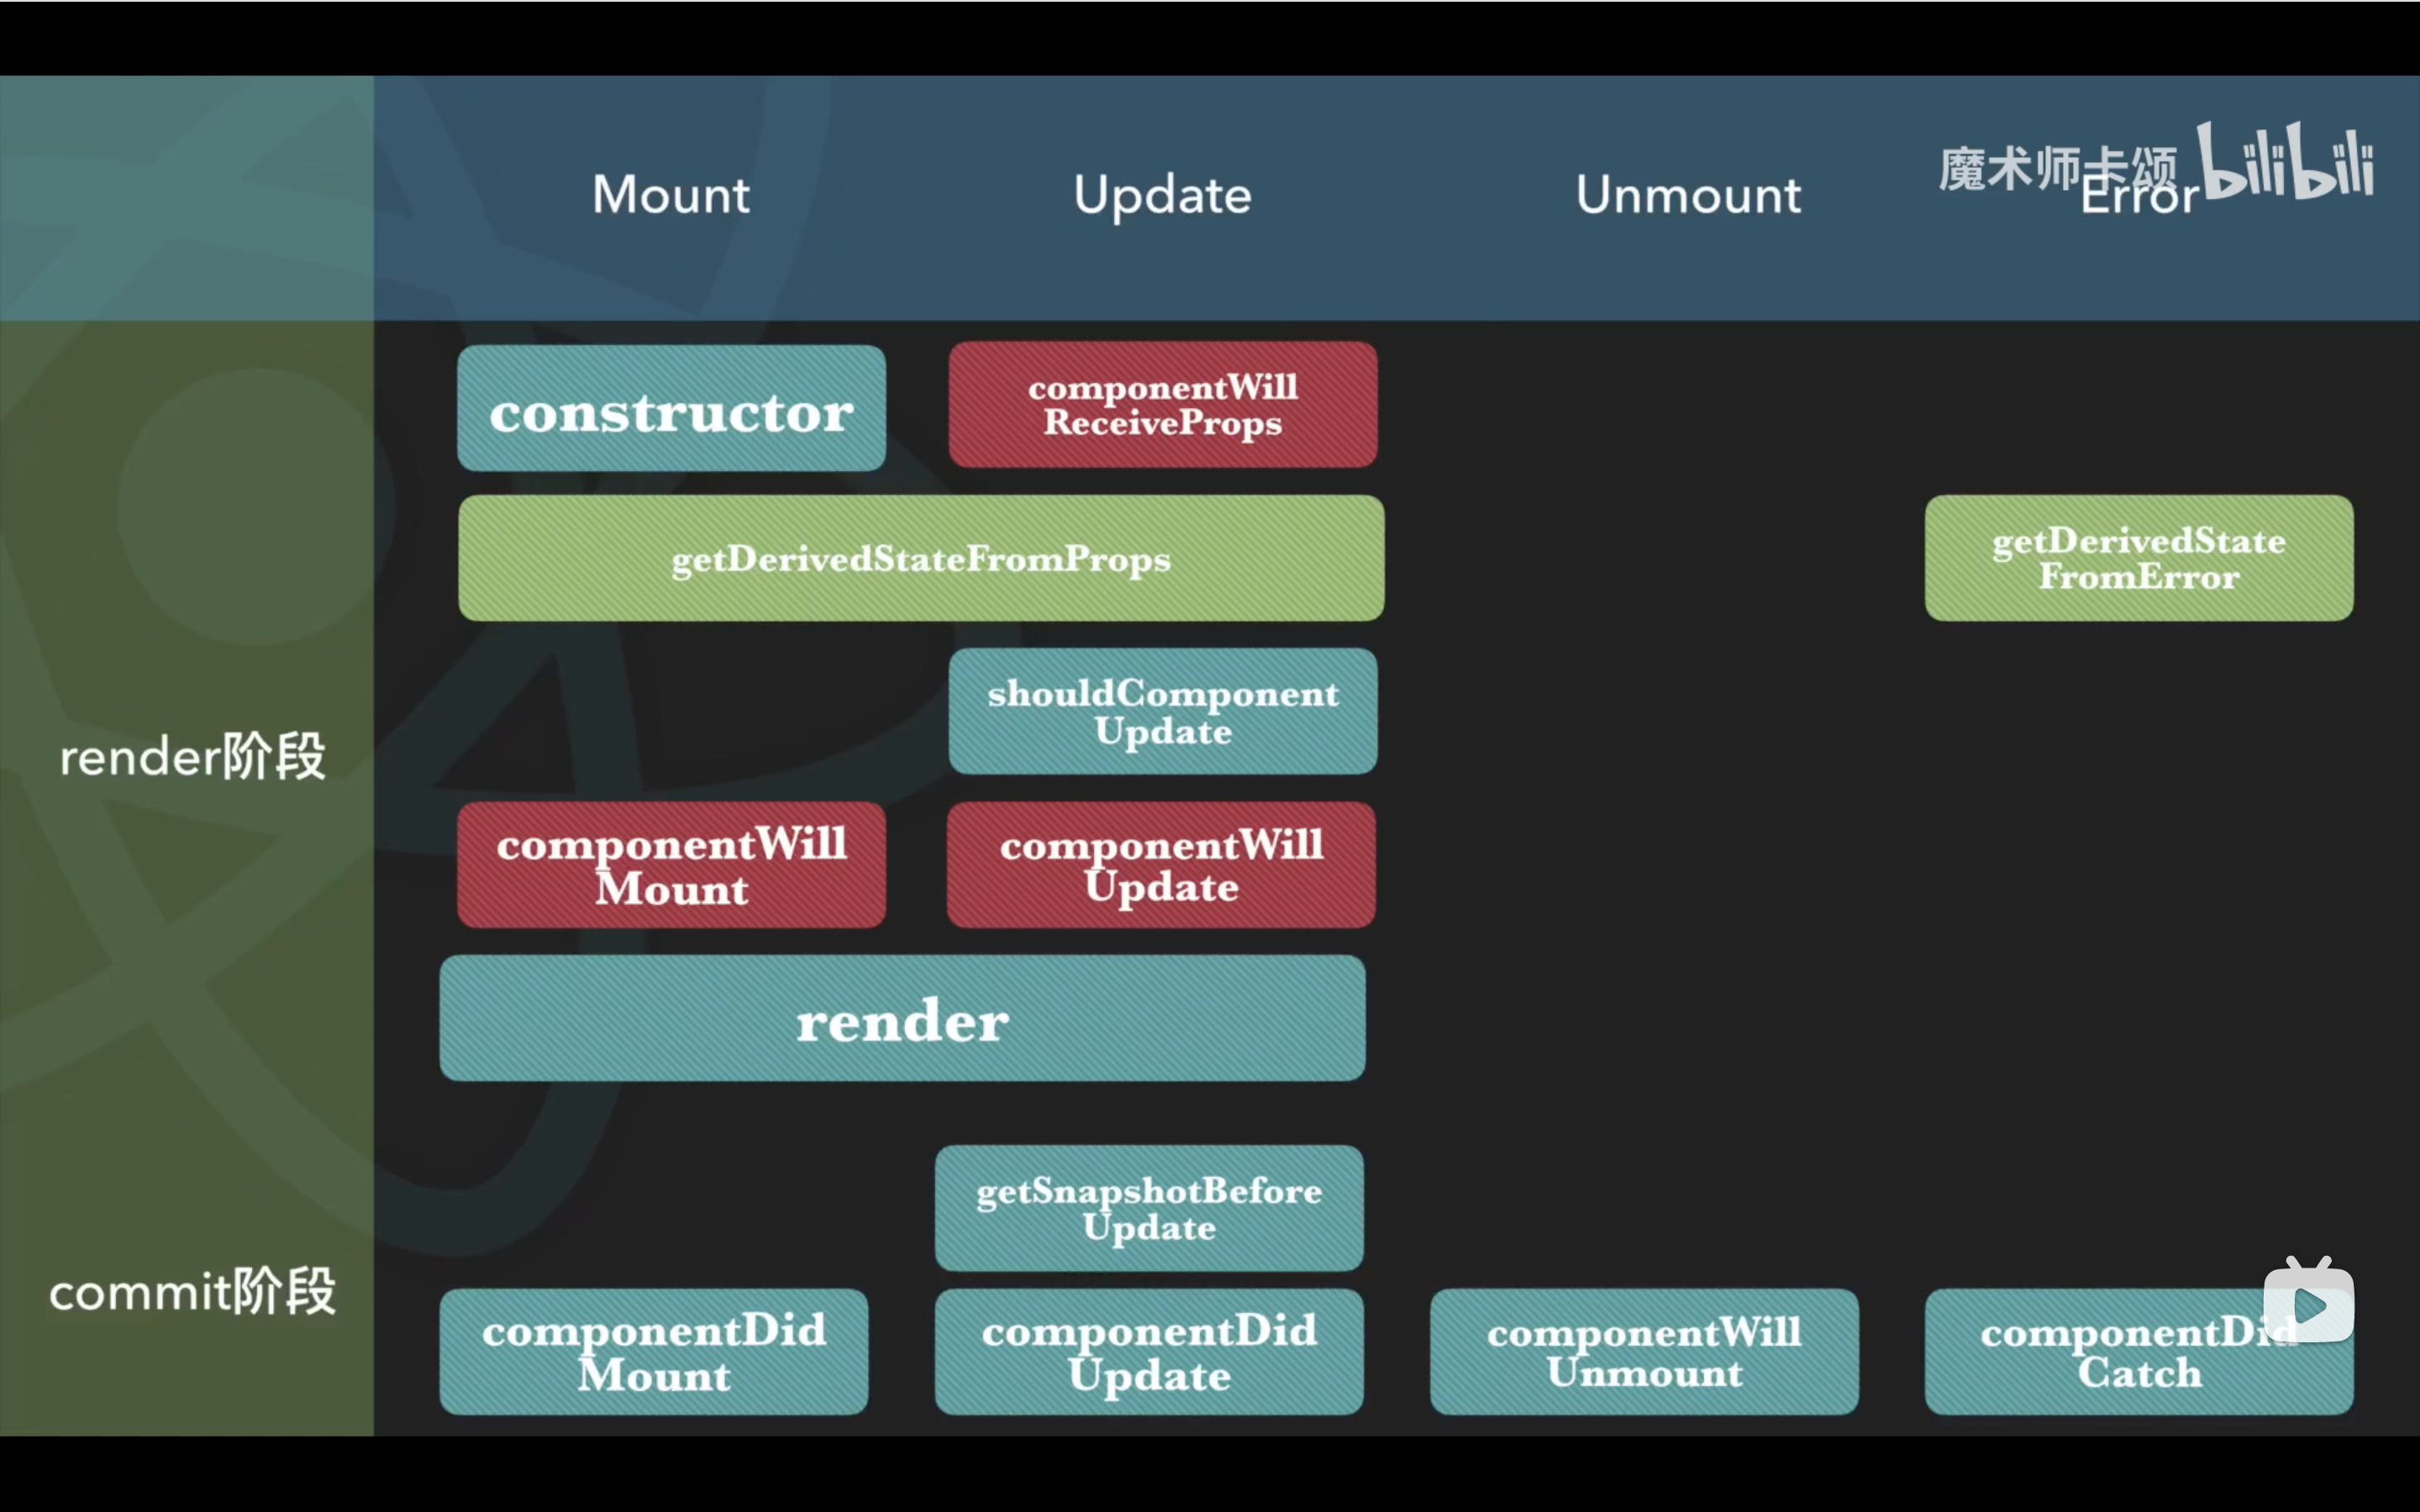 魔术师卡颂 bilibili
Mount Update Unmount Error
constructor
componentWill
ReceiveProps
getDerivedStateFromProps
getDerivedState
FromError
shouldComponent
Update
render阶段
componentWill
Mount
componentWill
Update
render
getSnapshotBefore
Update
commit阶段
componentDid
Mount
componentDid
Update
componentWill
Unmount
componentDid
Catch